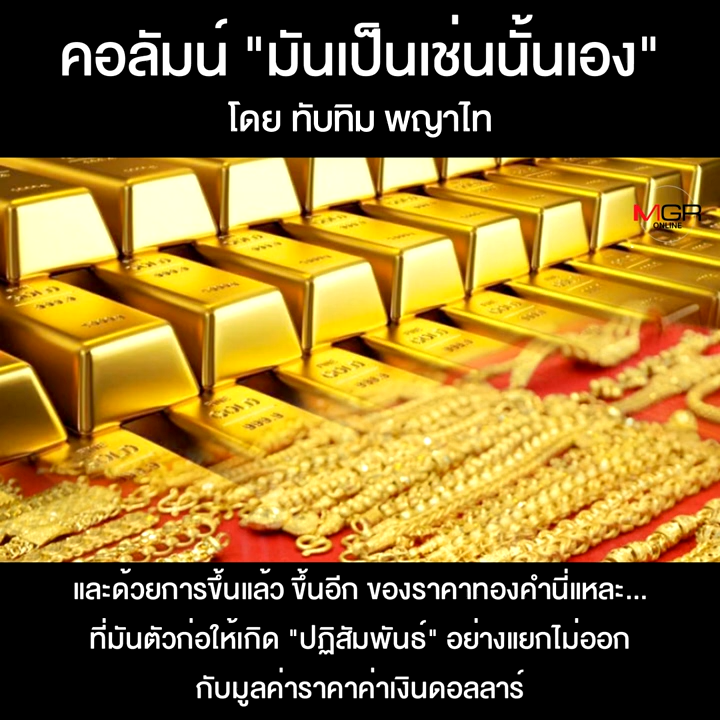 คอลัมน์ "มันเป็นเช่นนั้นเอง"
โดย ทับทิม พญาไท
MGR
ONLINE
และด้วยการขึ้นแล้ว ขึ้นอีก ของราคาทองคำนี่แหละ...
ที่มันตัวก่อให้เกิด "ปฏิสัมพันธ์" อย่างแยกไม่ออก
กับมูลค่าราคาค่าเงินดอลลาร์